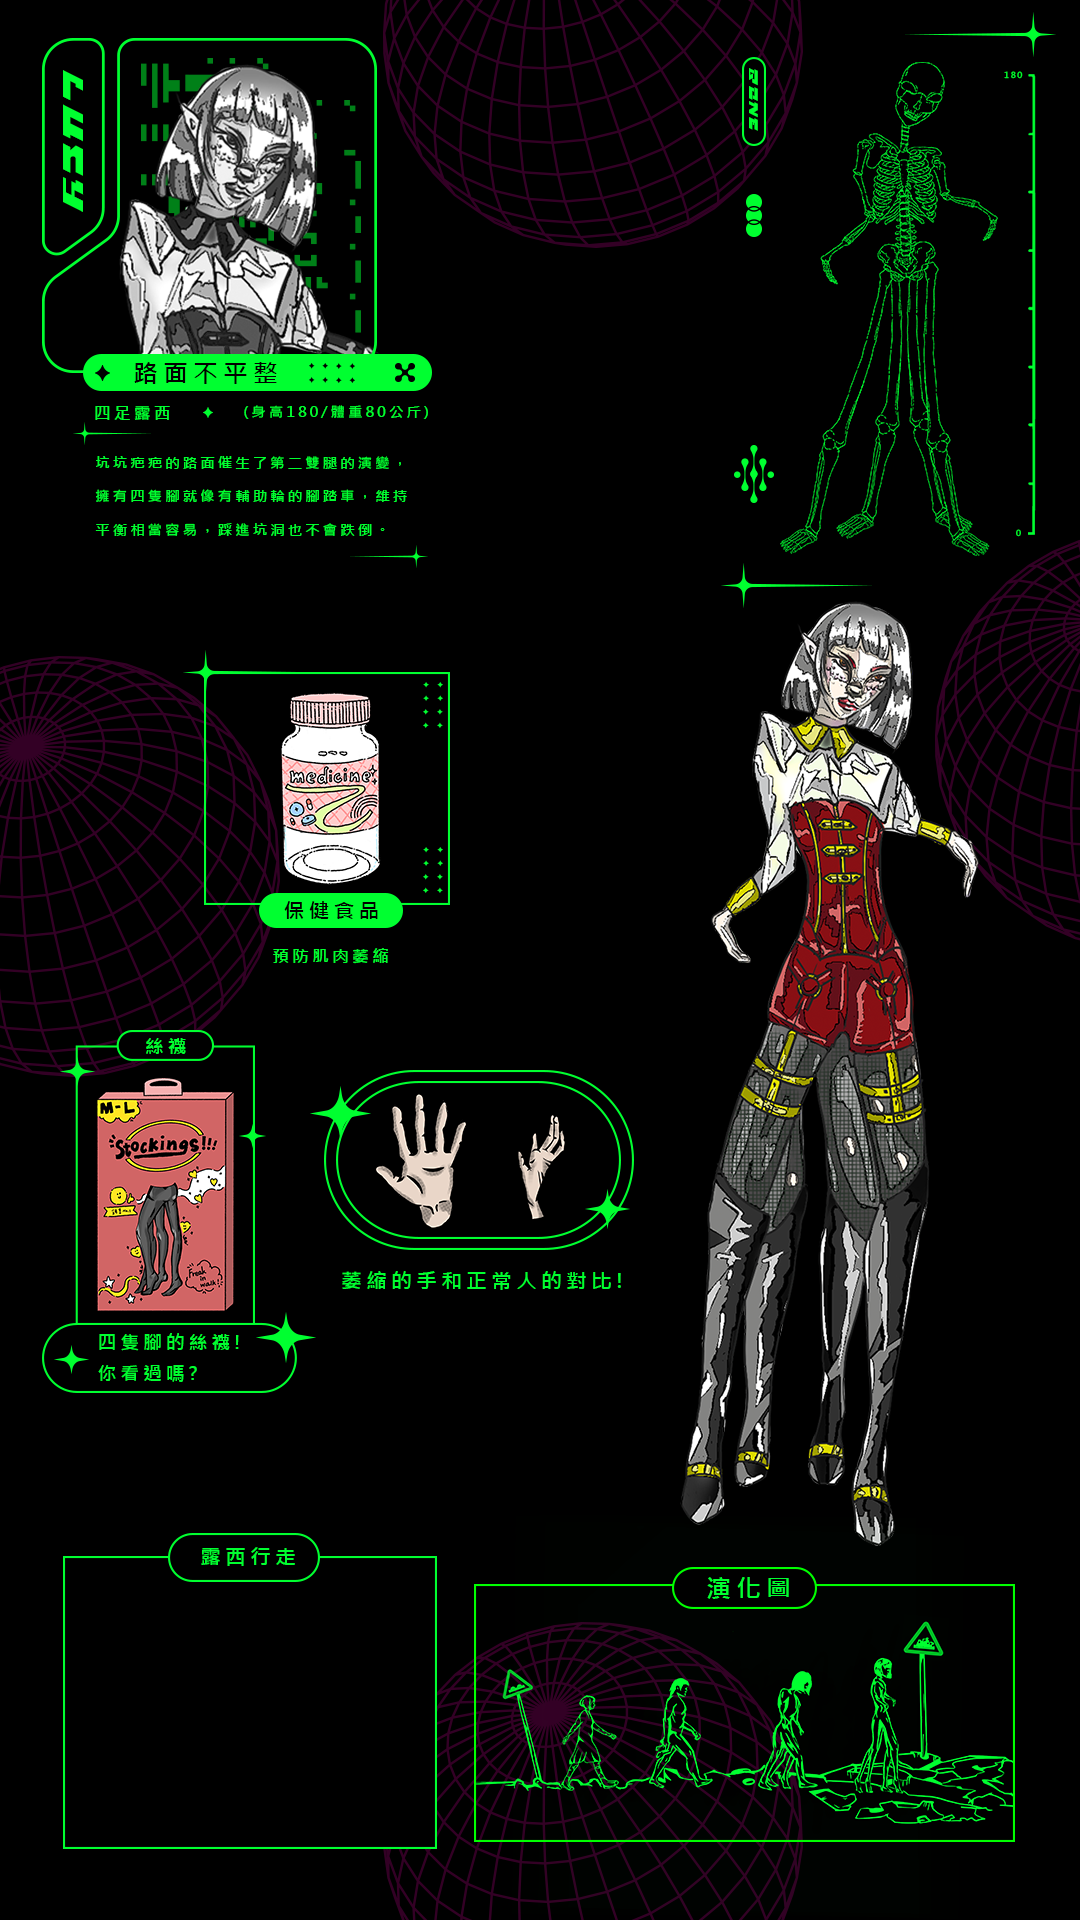 BONE
180
0
路面不平整
四足露西 (身高180/體重80公斤)
坑坑疤疤的路面催生了第二雙腿的演變，
擁有四隻腳就像有輔助輪的腳踏車，維持
平衡相當容易，踩進坑洞也不會跌倒。
medicine
保健食品
預防肌肉萎縮
絲襪
M-L
Stockings!!!
Freak
in
walk!
四隻腳的絲襪!
你看過嗎?
萎縮的手和正常人的對比!
露西行走
演化圖